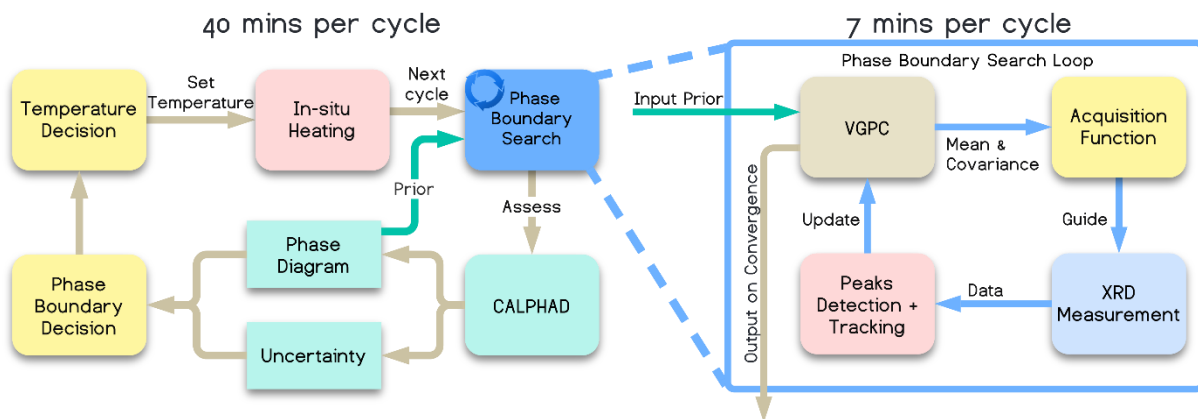 40 mins per cycle
7 mins per cycle
Temperature
Decision
Set
Temperature
In-situ
Heating
Next
cycle
Phase
Boundary
Search
Prior
Assess
Phase
Diagram
CALPHAD
Uncertainty
Phase
Boundary
Decision
Phase Boundary Search Loop
Input Prior
VGPC
Mean &
Covariance
Acquisition
Function
Guide
XRD
Measurement
Data
Peaks
Detection +
Tracking
Update
Output on Convergence